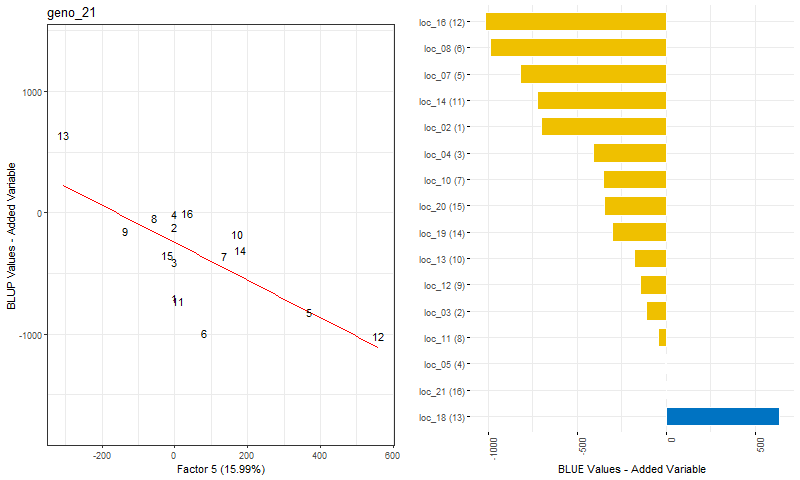 geno_21
BLUP Values - Added Variable
1000
0
-1000
13
4
16
8
2
9
10
14
15
7
3
1
11
5
6
12
-200
0
200
400
600
Factor 5 (15.99%)
loc_16 (12)
loc_08 (6)
loc_07 (5)
loc_14 (11)
loc_02 (1)
loc_04 (3)
loc_10 (7)
loc_20 (15)
loc_19 (14)
loc_13 (10)
loc_12 (9)
loc_03 (2)
loc_11 (8)
loc_05 (4)
loc_21 (16)
loc_18 (13)
-1000
-500
0
500
BLUE Values - Added Variable